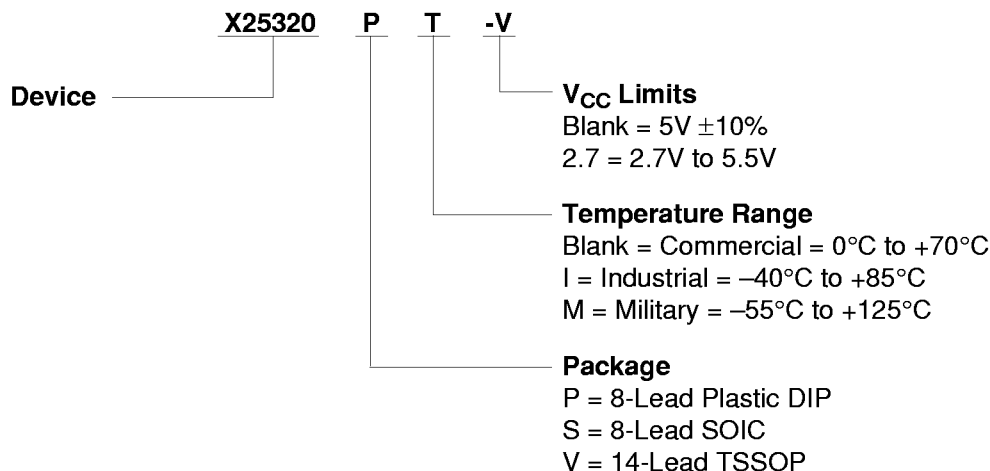 X25320 P T -V
Device
VCC Limits
Blank = 5V ±10%
2.7 = 2.7V to 5.5V
Temperature Range
Blank = Commercial = 0°C to +70°C
I = Industrial = –40°C to +85°C
M = Military = –55°C to +125°C
Package
P = 8-Lead Plastic DIP
S = 8-Lead SOIC
V = 14-Lead TSSOP